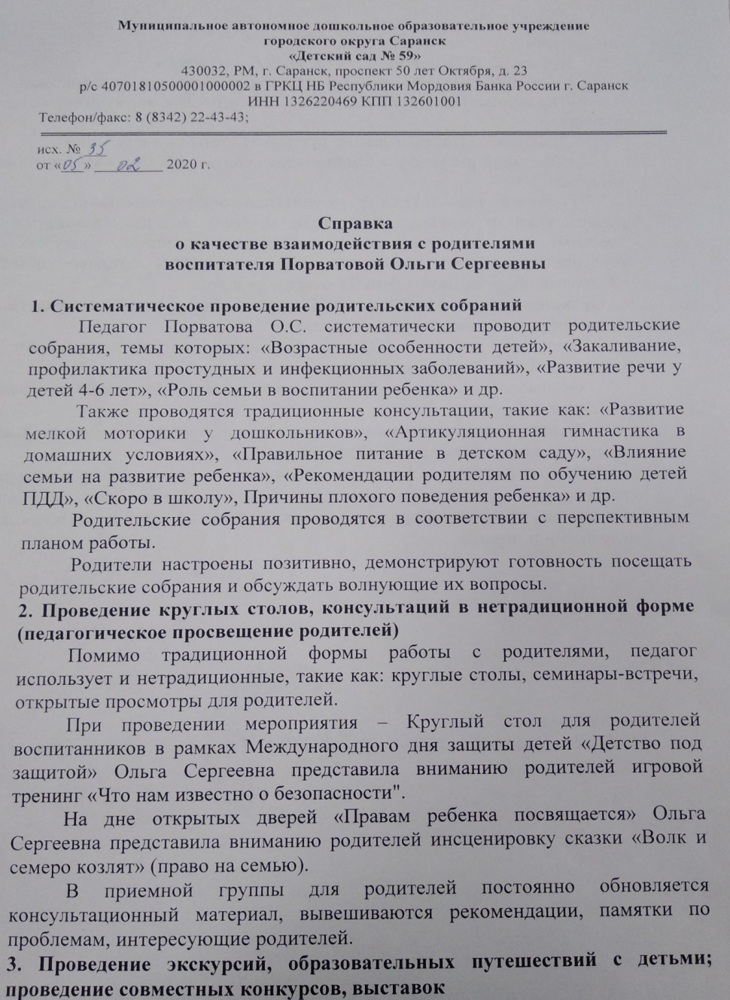 Муниципальное автономное дошкольное образовательное учреждение
городского округа Саранск
«Детский сад № 59»
430032, РМ, г. Саранск, проспект 50 лет Октября, д. 23
р/с 40701810500001000002 в ГРКЦ НБ Республики Мордовия Банка России г. Саранск
ИНН 1326220469 КПП 132601001
Телефон/факс: 8 (8342) 22-43-43;
исх. № 35
от «05» 02 2020 г.
Справка
о качестве взаимодействия с родителями
воспитателя Порватовой Ольги Сергеевны
1. Систематическое проведение родительских собраний
Педагог Порватова О.С. систематически проводит родительские
собрания, темы которых: «Возрастные особенности детей», «Закаливание,
профилактика простудных и инфекционных заболеваний», «Развитие речи у
детей 4-6 лет», «Роль семьи в воспитании ребенка» и др.
Также проводятся традиционные консультации, такие как: «Развитие
мелкой моторики у дошкольников», «Артикуляционная гимнастика в
домашних условиях», «Правильное питание в детском саду», «Влияние
семьи на развитие ребенка», «Рекомендации родителям по обучению детей
ПДД», «Скоро в школу», Причины плохого поведения ребенка» и др.
Родительские собрания проводятся в соответствии с перспективным
планом работы.
Родители настроены позитивно, демонстрируют готовность посещать
родительские собрания и обсуждать волнующие их вопросы.
2. Проведение круглых столов, консультаций в нетрадиционной форме
(педагогическое просвещение родителей)
Помимо традиционной формы работы с родителями, педагог
использует и нетрадиционные, такие как: круглые столы, семинары-встречи,
открытые просмотры для родителей.
При проведении мероприятия – Круглый стол для родителей
воспитанников в рамках Международного дня защиты детей «Детство под
защитой» Ольга Сергеевна представила вниманию родителей игровой
тренинг «Что нам известно о безопасности".
На дне открытых дверей «Правам ребенка посвящается» Ольга
Сергеевна представила вниманию родителей инсценировку сказки «Волк и
семеро козлят» (право на семью).
В приемной группы для родителей постоянно обновляется
консультационный материал, вывешиваются рекомендации, памятки по
проблемам, интересующие родителей.
3. Проведение экскурсий, образовательных путешествий с детьми;
проведение совместных конкурсов, выставок